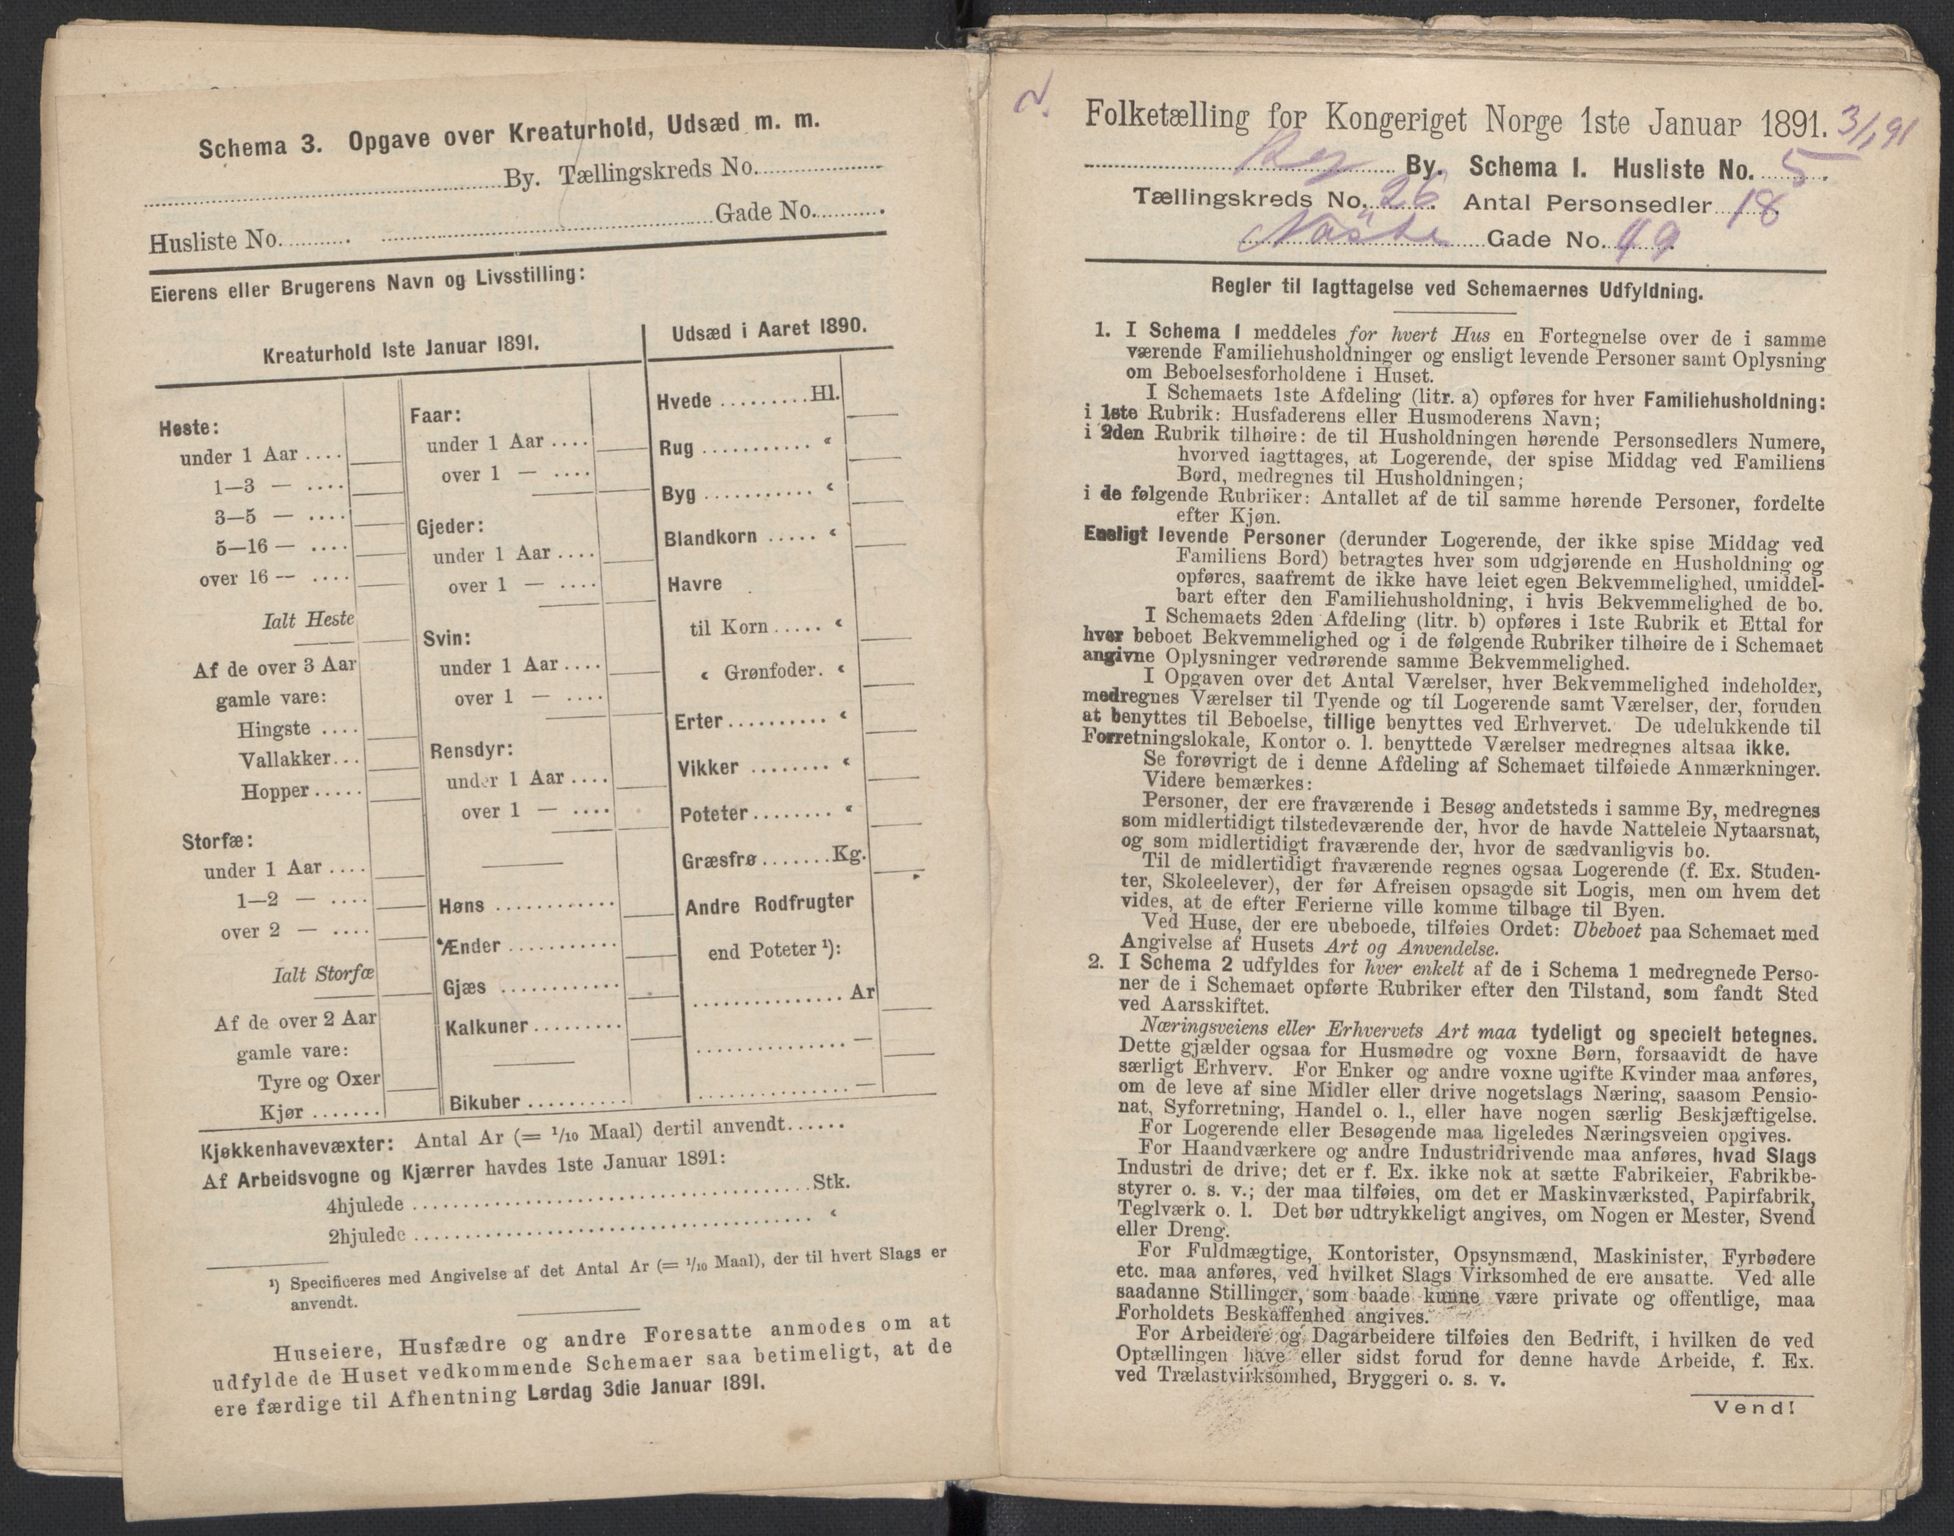 Schema 3. Opgave over Kreaturhold, Udsæd m. m.
By. Tællingskreds No.
Husliste No. Gade No.
Eierens eller Brugerens Navn og Livsstilling:
Kreaturhold 1ste Januar 1891.
Heste:
under 1 Aar
1—3 —
3—5 —
5—16 —
over 16 —
Ialt Heste
Af de over 3 Aar
gamle vare:
Hingste
Vallakker
Hopper
Storfæ:
under 1 Aar
1—2 —
over 2 —
Ialt Storfæ
Af de over 2 Aar
gamle vare:
Tyre og Oxer
Kjør
Faar:
under 1 Aar
over 1 —
Gjeder:
under 1 Aar
over 1 —
Svin:
under 1 Aar
over 1 —
Rensdyr:
under 1 Aar
over 1 —
Høns
Ænder
Gjæs
Kalkuner
Bikuber
Udsæd i Aaret 1890.
Hvede Hl.
Rug "
Byg "
Blandkorn "
Havre
til Korn "
" Grønfoder "
Erter "
Vikker "
Poteter "
Græsfrø Kg.
Andre Rodfrugter
end Poteter ¹):
Ar
—
—
Kjøkkenhavevæxter: Antal Ar (= 1/10 Maal) dertil anvendt
Af Arbeidsvogne og Kjærrer havdes 1ste Januar 1891:
4hjulede Stk.
2hjulede "
¹) Specificeres med Angivelse af det Antal Ar (= 1/10 Maal), der til hvert Slags er
anvendt.
Huseiere, Husfædre og andre Foresatte anmodes om at
udfylde de Huset vedkommende Schemaer saa betimeligt, at de
ere færdige til Afhentning Lørdag 3die Januar 1891.
Folketælling for Kongeriget Norge 1ste Januar 1891. 3/1 91
By. Schema 1. Husliste No. 5.
Tællingskreds No. 26. Antal Personsedler 18
Nøste Gade No. 49
Regler til Iagttagelse ved Schemaernes Udfyldning.
1. I Schema 1 meddeles for hvert Hus en Fortegnelse over de i samme
værende Familiehusholdninger og ensligt levende Personer samt Oplysning
om Beboelsesforholdene i Huset.
I Schemaets 1ste Afdeling (litr. a) opføres for hver Familiehusholdning:
i 1ste Rubrik: Husfaderens eller Husmoderens Navn;
i 2den Rubrik tilhøire: de til Husholdningen hørende Personsedlers Numere,
hvorved iagttages, at Logerende, der spise Middag ved Familiens
Bord, medregnes til Husholdningen;
i de følgende Rubriker: Antallet af de til samme hørende Personer, fordelte
efter Kjøn.
Ensligt levende Personer (derunder Logerende, der ikke spise Middag ved
Familiens Bord) betragtes hver som udgjørende en Husholdning og
opføres, saafremt de ikke have leiet egen Bekvemmelighed, umiddel-
bart efter den Familiehusholdning, i hvis Bekvemmelighed de bo.
I Schemaets 2den Afdeling (litr. b) opføres i 1ste Rubrik et Ettal for
hver beboet Bekvemmelighed og i de følgende Rubriker tilhøire de i Schemaet
angivne Oplysninger vedrørende samme Bekvemmelighed.
I Opgaven over det Antal Værelser, hver Bekvemmelighed indeholder,
medregnes Værelser til Tyende og til Logerende samt Værelser, der, foruden
at benyttes til Beboelse, tillige benyttes ved Erhvervet. De udelukkende til
Forretningslokale, Kontor o. l. benyttede Værelser medregnes altsaa ikke.
Se forøvrigt de i denne Afdeling af Schemaet tilføiede Anmærkninger.
Videre bemærkes:
Personer, der ere fraværende i Besøg andetsteds i samme By, medregnes
som midlertidigt tilstedeværende der, hvor de havde Natteleie Nytaarsnat,
og som midlertidigt fraværende der, hvor de sædvanligvis bo.
Til de midlertidigt fraværende regnes ogsaa Logerende (f. Ex. Studen-
ter, Skoleelever), der før Afreisen opsagde sit Logis, men om hvem det
vides, at de efter Ferierne ville komme tilbage til Byen.
Ved Huse, der ere ubeboede, tilføies Ordet: Ubeboet paa Schemaet med
Angivelse af Husets Art og Anvendelse.
2. I Schema 2 udfyldes for hver enkelt af de i Schema 1 medregnede Perso-
ner de i Schemaet opførte Rubriker efter den Tilstand, som fandt Sted
ved Aarsskiftet.
Næringsveiens eller Erhvervets Art maa tydeligt og specielt betegnes.
Dette gjælder ogsaa for Husmødre og voxne Børn, forsaavidt de have
særligt Erhverv. For Enker og andre voxne ugifte Kvinder maa anføres,
om de leve af sine Midler eller drive nogetslags Næring, saasom Pensio-
nat, Syforretning, Handel o. l., eller have nogen særlig Beskjæftigelse.
For Logerende eller Besøgende maa ligeledes Næringsveien opgives.
For Haandværkere og andre Industridrivende maa anføres, hvad Slags
Industri de drive; det er f. Ex. ikke nok at sætte Fabrikeier, Fabrikbe-
styrer o. s. v.; der maa tilføies, om det er Maskinværksted, Papirfabrik,
Teglværk o. l. Det bør udtrykkeligt angives, om Nogen er Mester, Svend
eller Dreng.
For Fuldmægtige, Kontorister, Opsynsmænd, Maskinister, Fyrbødere
etc. maa anføres, ved hvilket Slags Virksomhed de ere ansatte. Ved alle
saadanne Stillinger, som baade kunne være private og offentlige, maa
Forholdets Beskaffenhed angives.
For Arbeidere og Dagarbeidere tilføies den Bedrift, i hvilken de ved
Optællingen have eller sidst forud for denne havde Arbeide, f. Ex.
ved Trælastvirksomhed, Bryggeri o. s. v.
Vend!